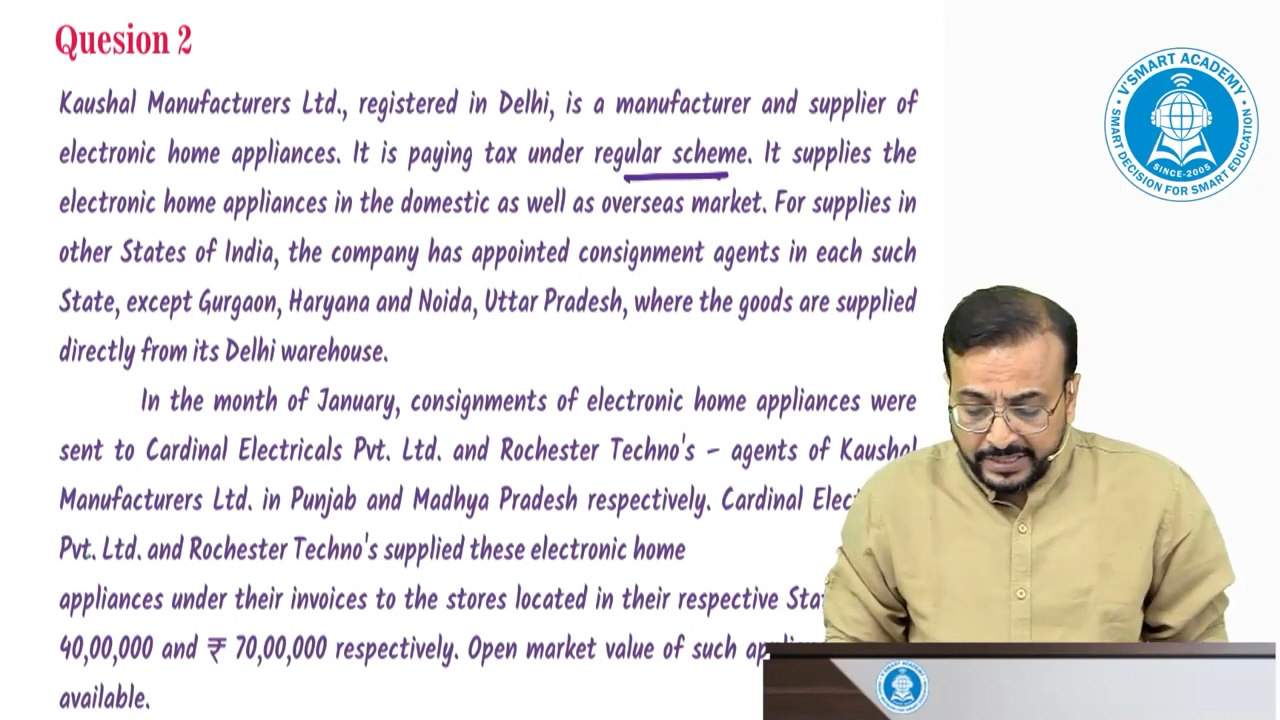 Quesion 2
Kaushal Manufacturers Ltd., registered in Delhi, is a manufacturer and supplier of
electronic home appliances. It is paying tax under regular scheme. It supplies the
electronic home appliances in the domestic as well as overseas market. For supplies in
other States of India, the company has appointed consignment agents in each such
State, except Gurgaon, Haryana and Noida, Uttar Pradesh, where the goods are supplied
directly from its Delhi warehouse.
In the month of January, consignments of electronic home appliances were
sent to Cardinal Electricals Pvt. Ltd. and Rochester Techno's – agents of Kaushal
Manufacturers Ltd. in Punjab and Madhya Pradesh respectively. Cardinal
Pvt. Ltd. and Rochester Techno's supplied these electronic home
appliances under their invoices to the stores located in their respective
40,00,000 and ₹ 70,00,000 respectively. Open market value of such
available.
V'SMART ACADEMY
SINCE-2005
SMART DECISION FOR SMART EDUCATION